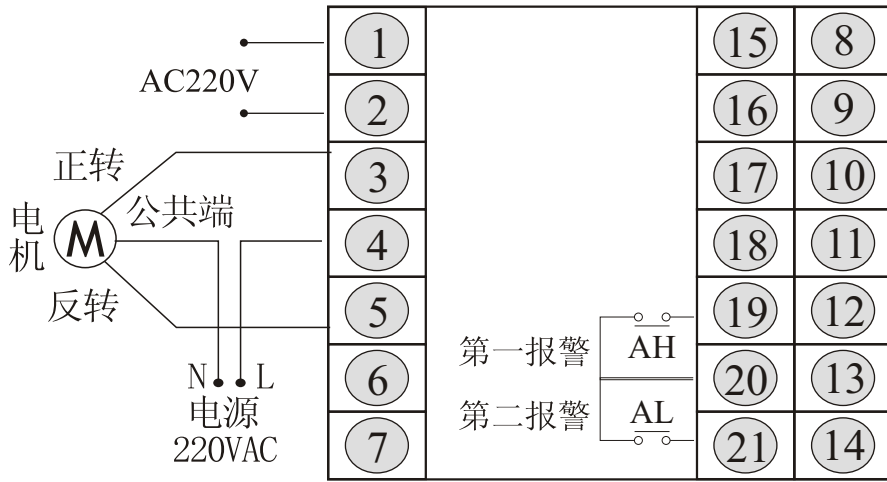 1 15 8
AC220V
2 16 9
正转
3 17 10
电机
M
公共端
4 18 11
反转
5 19 12
第一报警 AH
N L
6 20 13
电源
第二报警 AL
220VAC
7 21 14